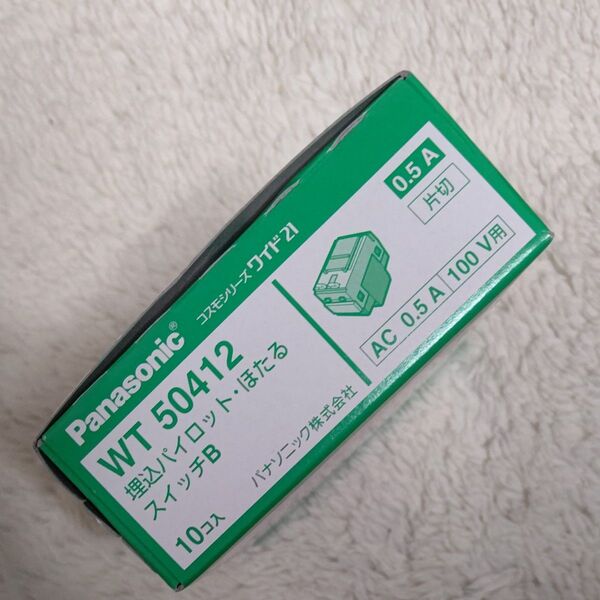 Panasonic®
コスモシリーズ ワイド21
WT 50412
埋込パイロット・ほたる
スイッチB
10コ入
パナソニック株式会社
0.5 A
片切
AC 0.5 A 100 V用